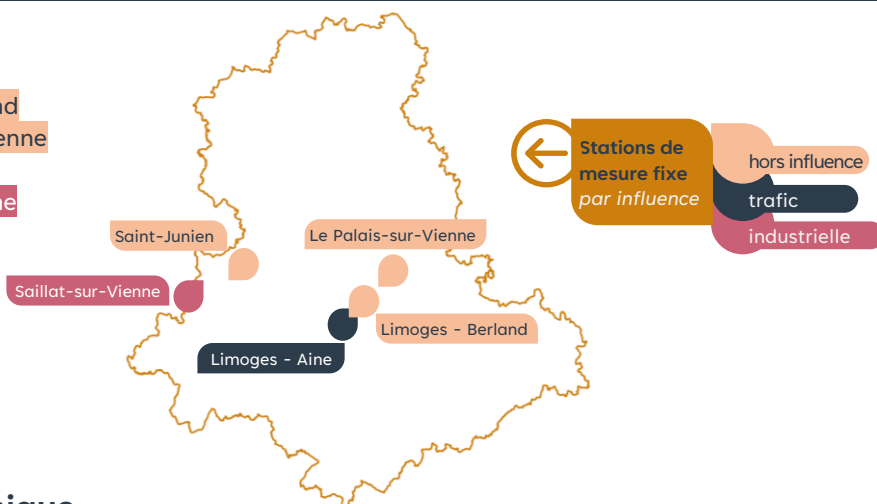 Stations de
mesure fixe
par influence
hors influence
trafic
industrielle
Saint-Junien
Le Palais-sur-Vienne
Saillat-sur-Vienne
Limoges - Berland
Limoges - Aine